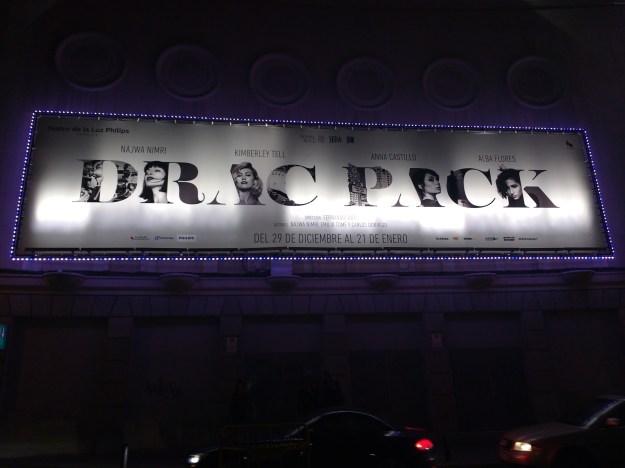 Teatro de la Luz Philips
NAJWA NIMRI
KIMBERLEY TELL
ANNA CASTILLO
ALBA FLORES
DRAC PACK
DEL 29 DE DICIEMBRE AL 21 DE ENERO
PHILIPS